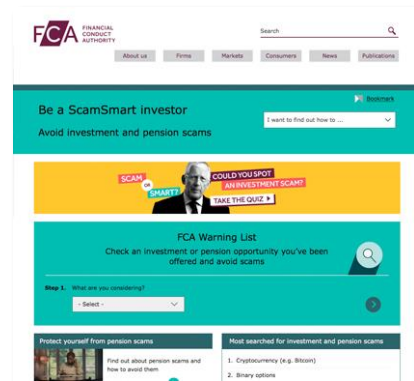 FCA FINANCIAL
CONDUCT
AUTHORITY
Search
About us Firms Markets Consumers News Publications
Bookmark
Be a ScamSmart investor
I want to find out how to ...
Avoid investment and pension scams
SCAM
OR
SMART?
COULD YOU SPOT
AN INVESTMENT SCAM?
TAKE THE QUIZ
FCA Warning List
Check an investment or pension opportunity you've been
offered and avoid scams
Step 1. What are you considering?
- Select -
Protect yourself from pension scams
Find out about pension scams and
how to avoid them
Most searched for investment and pension scams
1. Cryptocurrency (e.g. Bitcoin)
2. Binary options